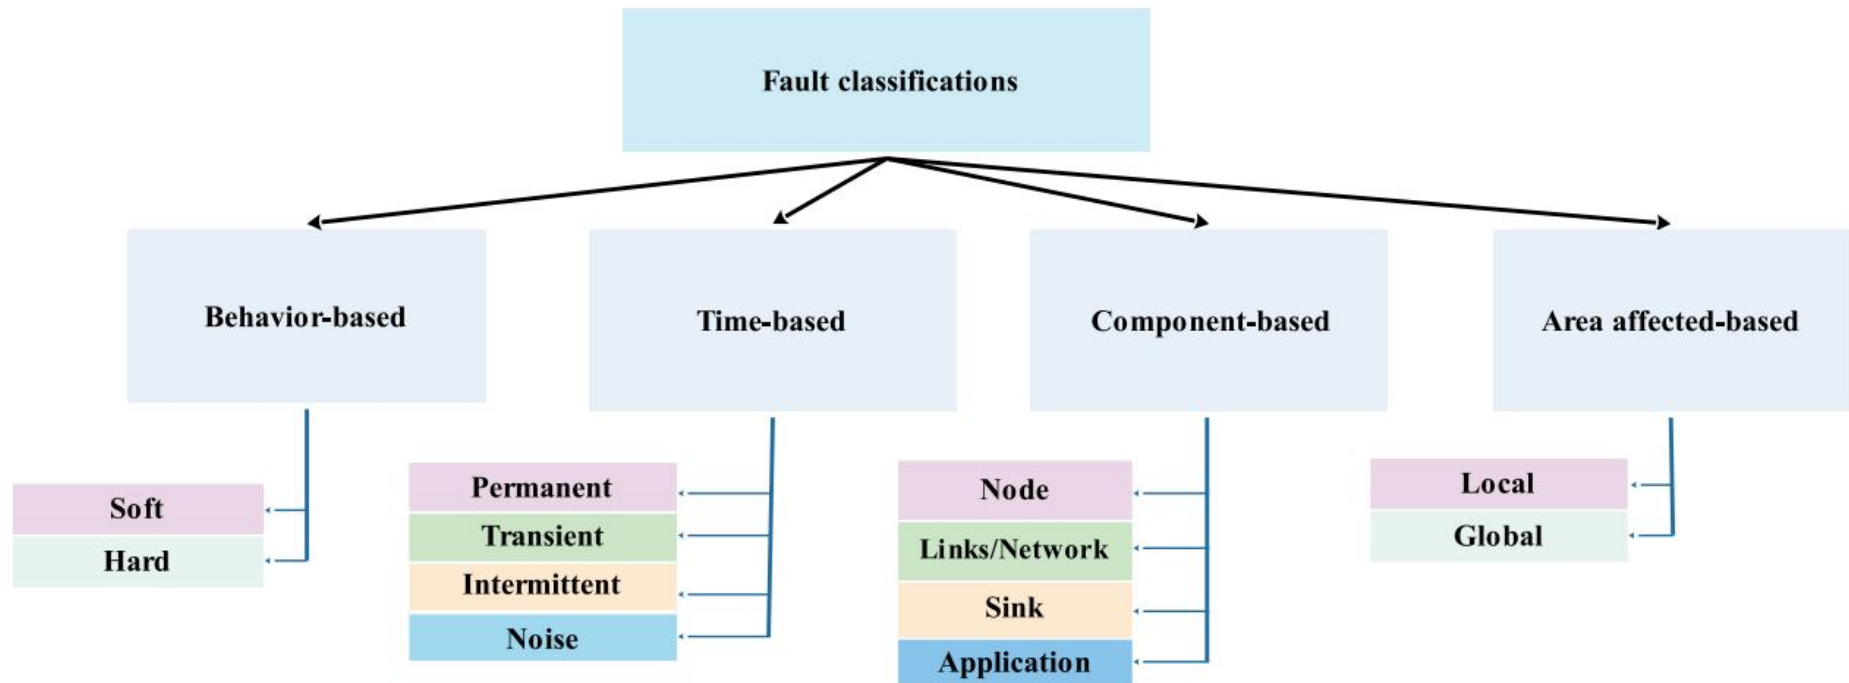 Fault classifications
Behavior-based
Time-based
Component-based
Area affected-based
Soft
Hard
Permanent
Transient
Intermittent
Noise
Node
Links/Network
Sink
Application
Local
Global